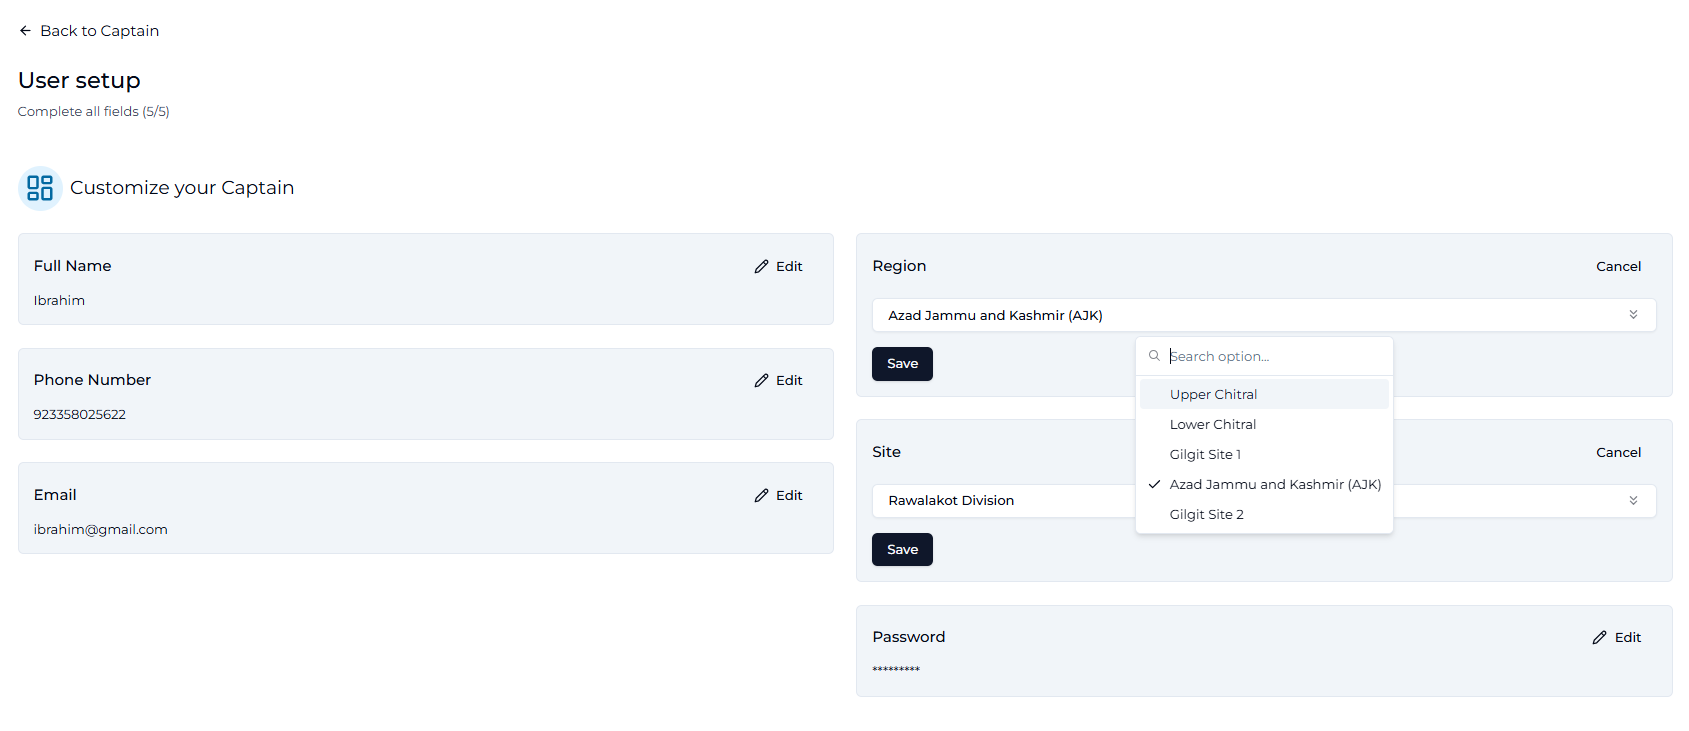 Back to Captain
User setup
Complete all fields (5/5)
Customize your Captain
Full Name
Edit
Ibrahim
Phone Number
Edit
923358025622
Email
Edit
ibrahim@gmail.com
Region
Cancel
Azad Jammu and Kashmir (AJK)
Save
Search option...
Upper Chitral
Lower Chitral
Gilgit Site 1
Azad Jammu and Kashmir (AJK)
Gilgit Site 2
Site
Cancel
Rawalakot Division
Save
Password
Edit
*********